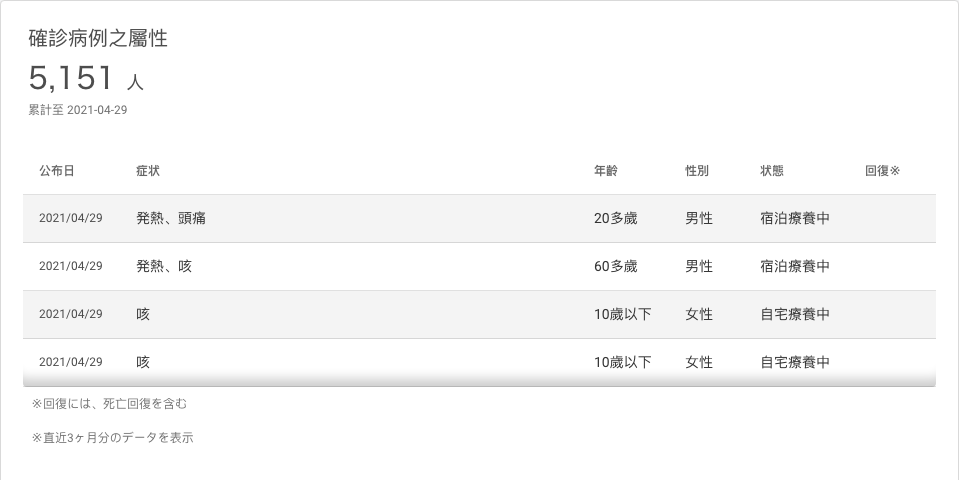 確診病例之屬性
5,151 人
累計至 2021-04-29
公布日 症状 年齢 性別 状態 回復※
2021/04/29 発熱、頭痛 20多歲 男性 宿泊療養中
2021/04/29 発熱、咳 60多歲 男性 宿泊療養中
2021/04/29 咳 10歲以下 女性 自宅療養中
2021/04/29 咳 10歲以下 女性 自宅療養中
※回復には、死亡回復を含む
※直近3ヶ月分のデータを表示